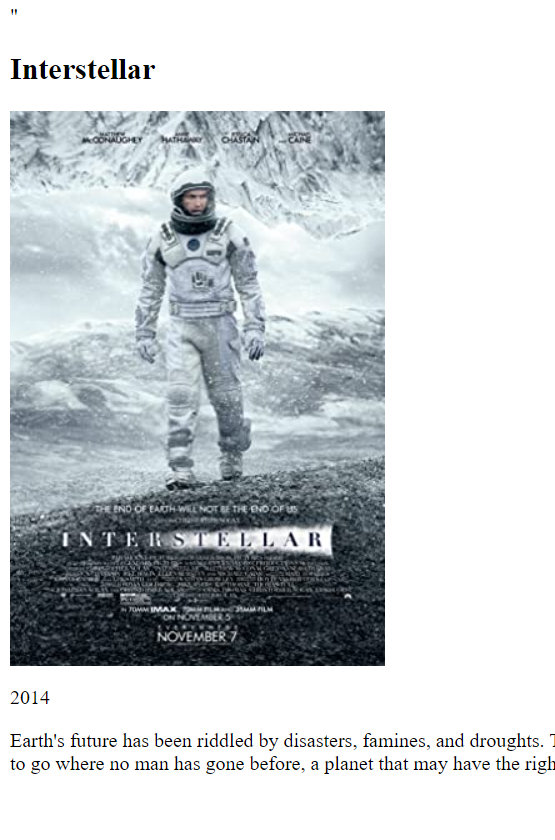 "
Interstellar
MATTHEW ANNE JESSICA MICHAEL
McCONAUGHEY HATHAWAY CHASTAIN CAINE
THE END OF EARTH WILL NOT BE THE END OF US
INTERSTELLAR
IN 70MM IMAX, 70MM FILM AND 35MM FILM
ON NOVEMBER 5
EVERYWHERE
NOVEMBER 7
2014
Earth's future has been riddled by disasters, famines, and droughts. T
to go where no man has gone before, a planet that may have the righ